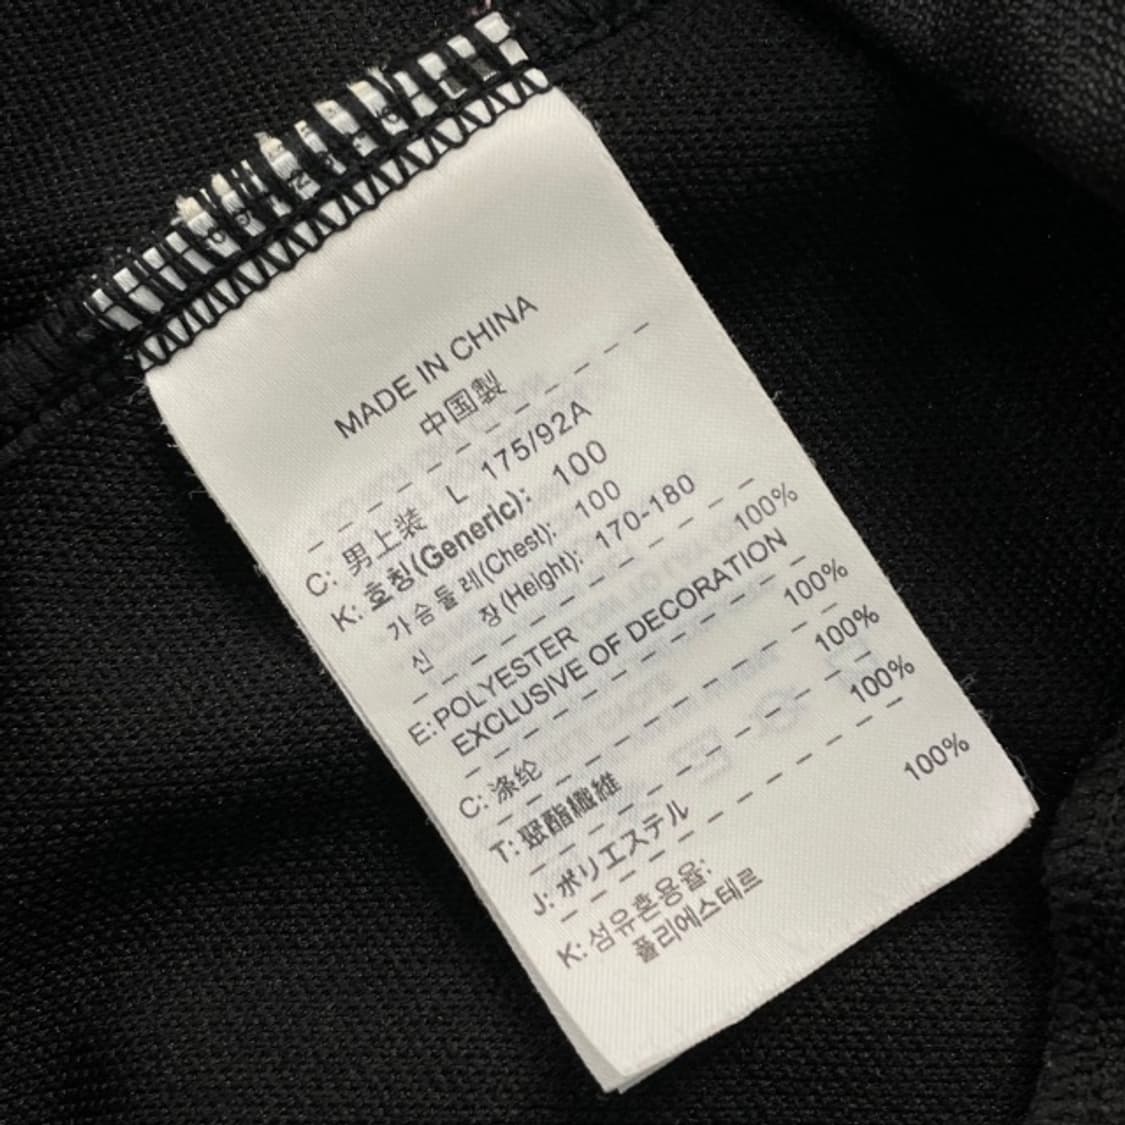 MADE IN CHINA
中国製
C: 男上装 L 175/92A
K: 호칭(Generic): 100
가슴둘레(Chest): 100
신 장(Height): 170-180
E:POLYESTER 100%
EXCLUSIVE OF DECORATION
C: 涤纶 100%
T: 聚酯纖維 100%
J: ポリエステル 100%
K: 섬유혼용율:
폴리에스테르 100%